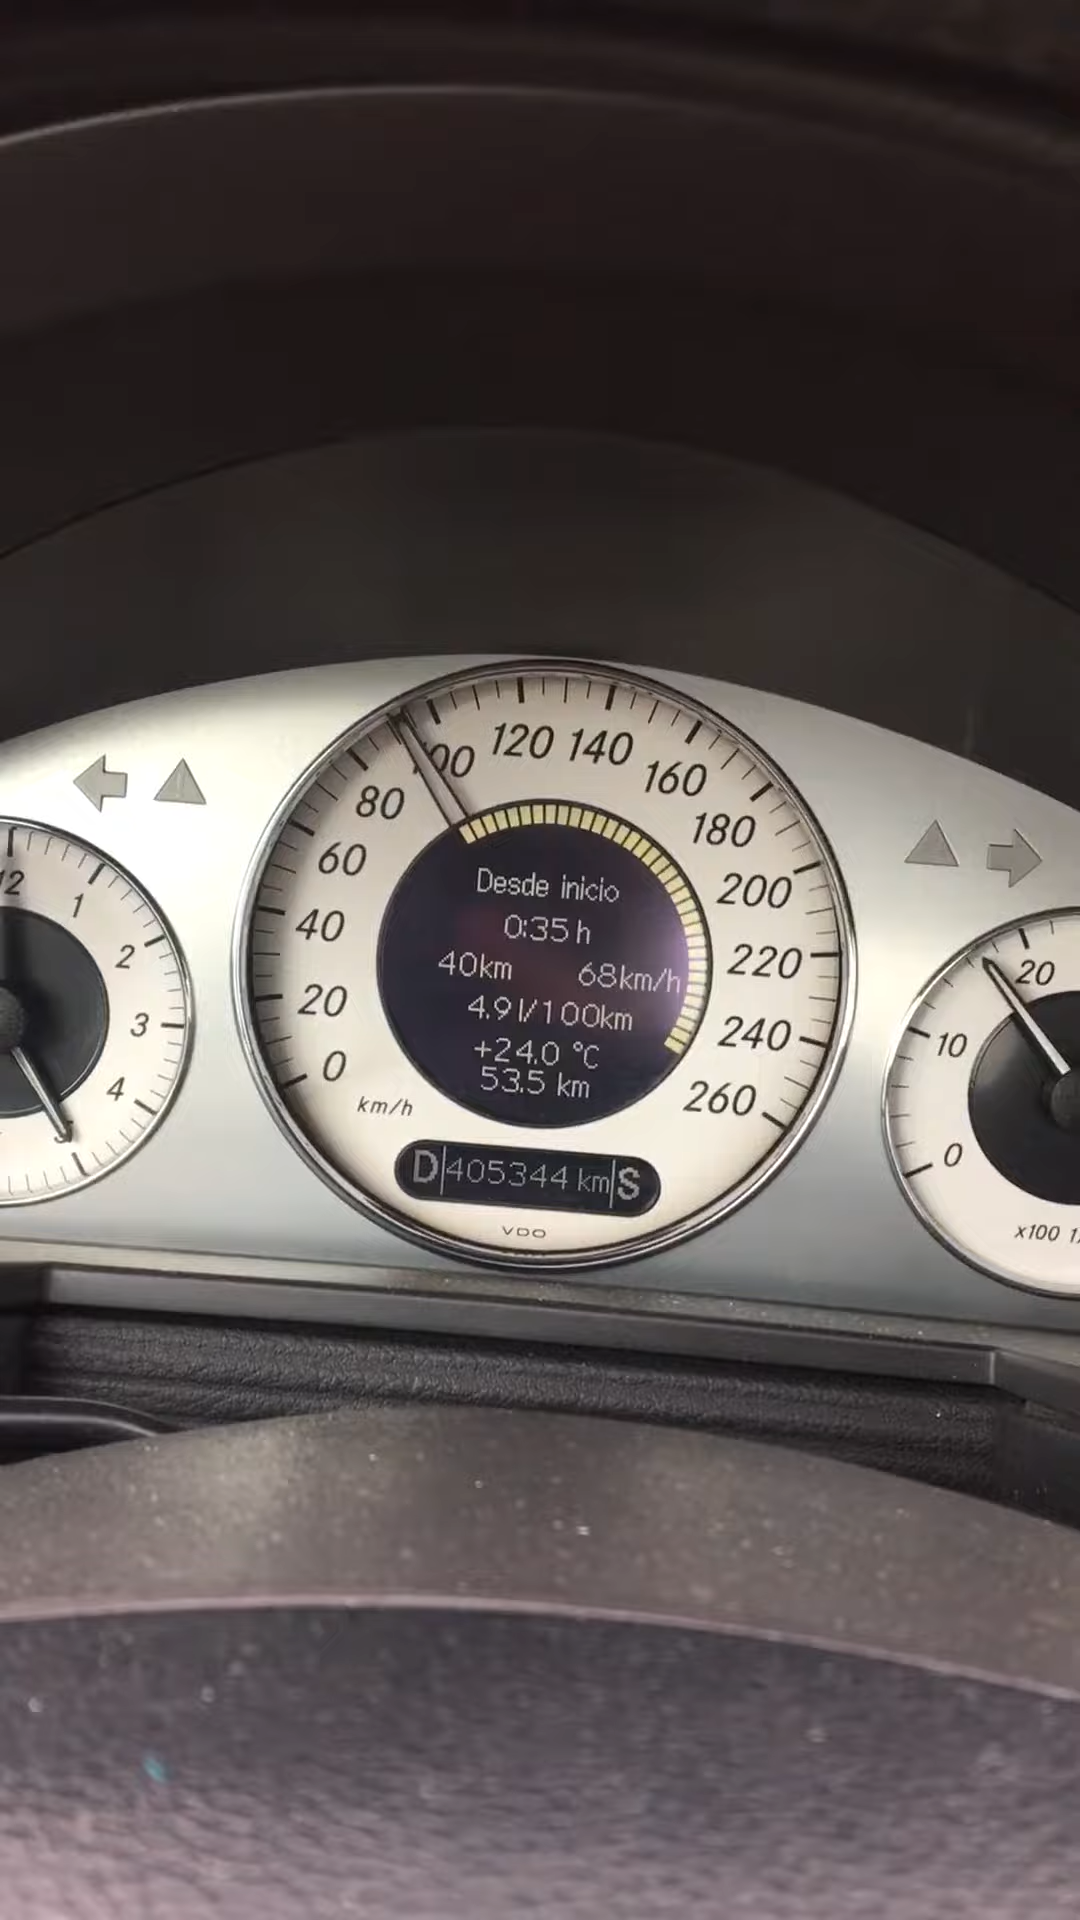 120 140
100
160
80
180
60
200
40
220
20
240
0
260
km/h
Desde inicio
0:35 h
40km 68km/h
4.9 l/100km
+24.0 °C
53.5 km
D 405344 km S
VDO
12
1
2
3
4
20
10
0